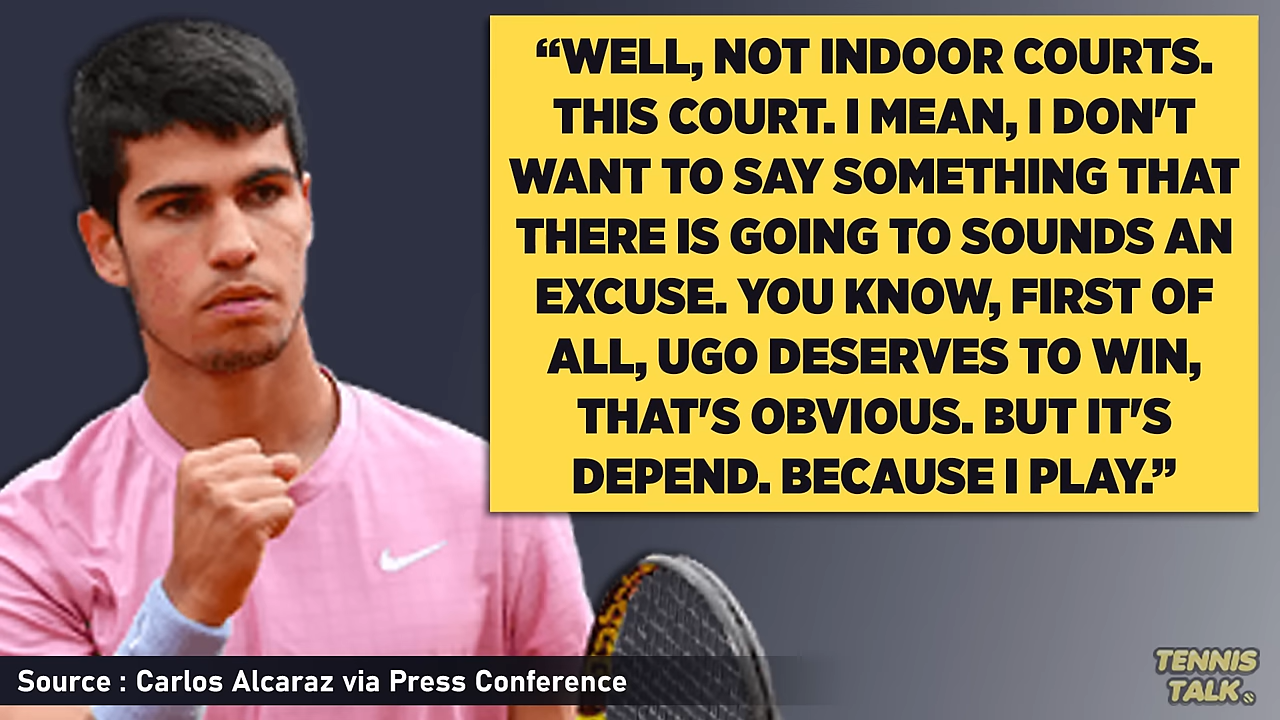 “WELL, NOT INDOOR COURTS.
THIS COURT. I MEAN, I DON'T
WANT TO SAY SOMETHING THAT
THERE IS GOING TO SOUNDS AN
EXCUSE. YOU KNOW, FIRST OF
ALL, UGO DESERVES TO WIN,
THAT'S OBVIOUS. BUT IT'S
DEPEND. BECAUSE I PLAY.”
Source : Carlos Alcaraz via Press Conference
TENNIS
TALK